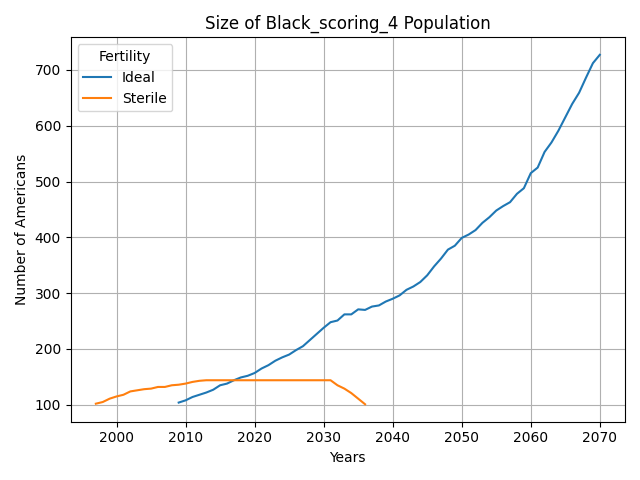 Size of Black_scoring_4 Population
Fertility
Ideal
Sterile
Number of Americans
700
600
500
400
300
200
100
2000 2010 2020 2030 2040 2050 2060 2070
Years